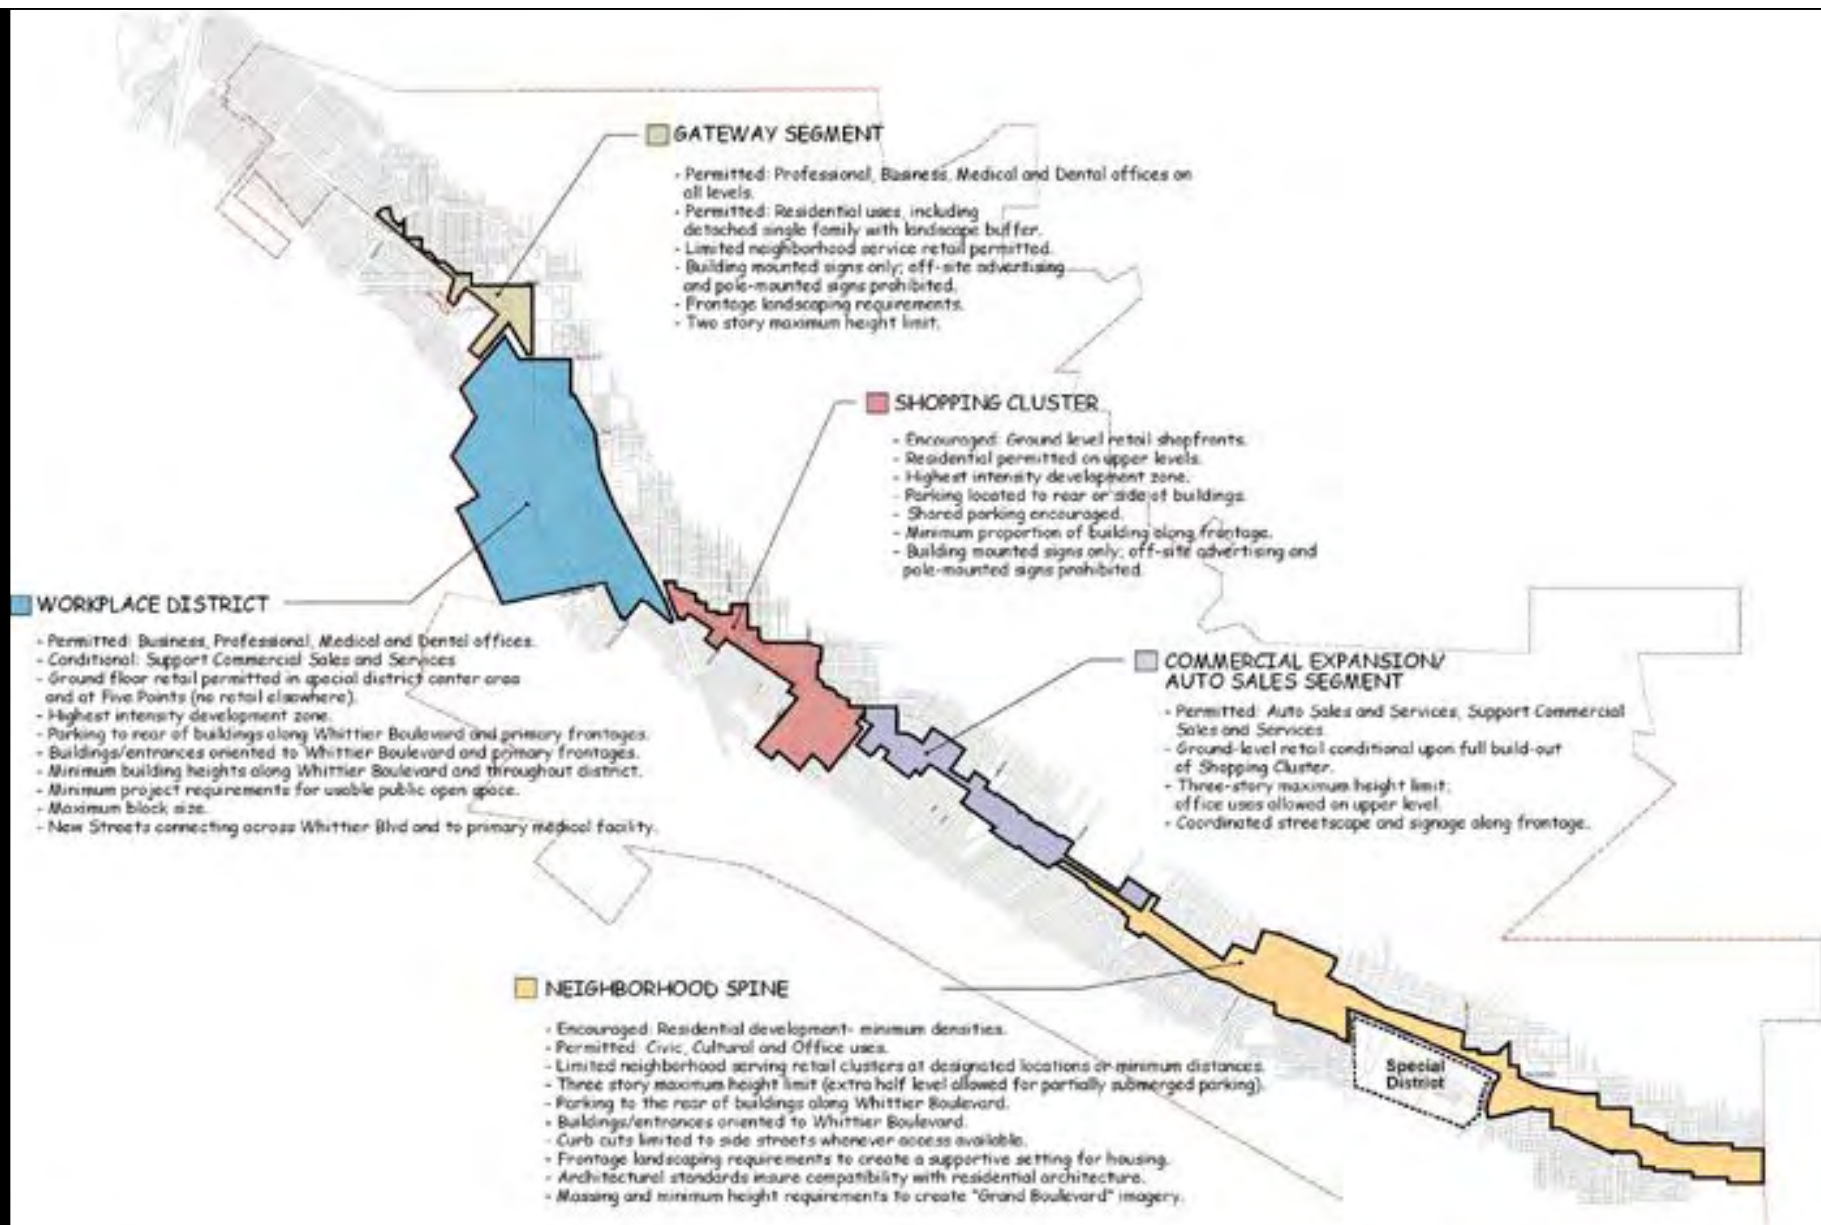 GATEWAY SEGMENT
- Permitted: Professional, Business, Medical and Dental offices on
all levels.
- Permitted: Residential uses, including
detached single family with landscape buffer.
- Limited neighborhood service retail permitted.
- Building mounted signs only; off-site advertising
and pole-mounted signs prohibited.
- Frontage landscaping requirements.
- Two story maximum height limit.
SHOPPING CLUSTER
- Encouraged: Ground level retail shopfronts.
- Residential permitted on upper levels.
- Highest intensity development zone.
- Parking located to rear or side of buildings.
- Shared parking encouraged.
- Minimum proportion of building along frontage.
- Building mounted signs only; off-site advertising and
pole-mounted signs prohibited.
WORKPLACE DISTRICT
- Permitted: Business, Professional, Medical and Dental offices.
- Conditional: Support Commercial Sales and Services
- Ground floor retail permitted in special district center area
and at Five Points (no retail elsewhere).
- Highest intensity development zone.
- Parking to rear of buildings along Whittier Boulevard and primary frontages.
- Buildings/entrances oriented to Whittier Boulevard and primary frontages.
- Minimum building heights along Whittier Boulevard and throughout district.
- Minimum project requirements for usable public open space.
- Maximum block size.
- New Streets connecting across Whittier Blvd and to primary medical facility.
COMMERCIAL EXPANSION/
AUTO SALES SEGMENT
- Permitted: Auto Sales and Services, Support Commercial
Sales and Services.
- Ground-level retail conditional upon full build-out
of Shopping Cluster.
- Three-story maximum height limit;
office uses allowed on upper level.
- Coordinated streetscape and signage along frontage.
NEIGHBORHOOD SPINE
- Encouraged: Residential development- minimum densities.
- Permitted: Civic, Cultural and Office uses.
- Limited neighborhood serving retail clusters at designated locations or minimum distances.
- Three story maximum height limit (extra half level allowed for partially submerged parking).
- Parking to the rear of buildings along Whittier Boulevard.
- Buildings/entrances oriented to Whittier Boulevard.
- Curb cuts limited to side streets whenever access available.
- Frontage landscaping requirements to create a supportive setting for housing.
- Architectural standards insure compatibility with residential architecture.
- Massing and minimum height requirements to create "Grand Boulevard" imagery.
Special
District